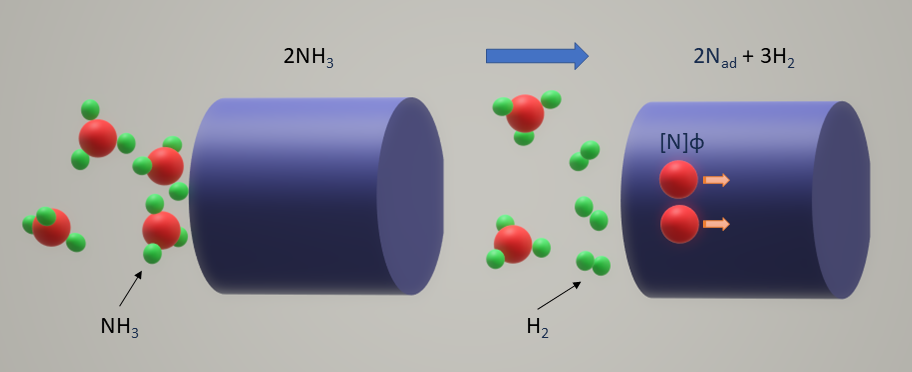 2NH₃
2Nad + 3H₂
[N]ϕ
NH₃
H₂